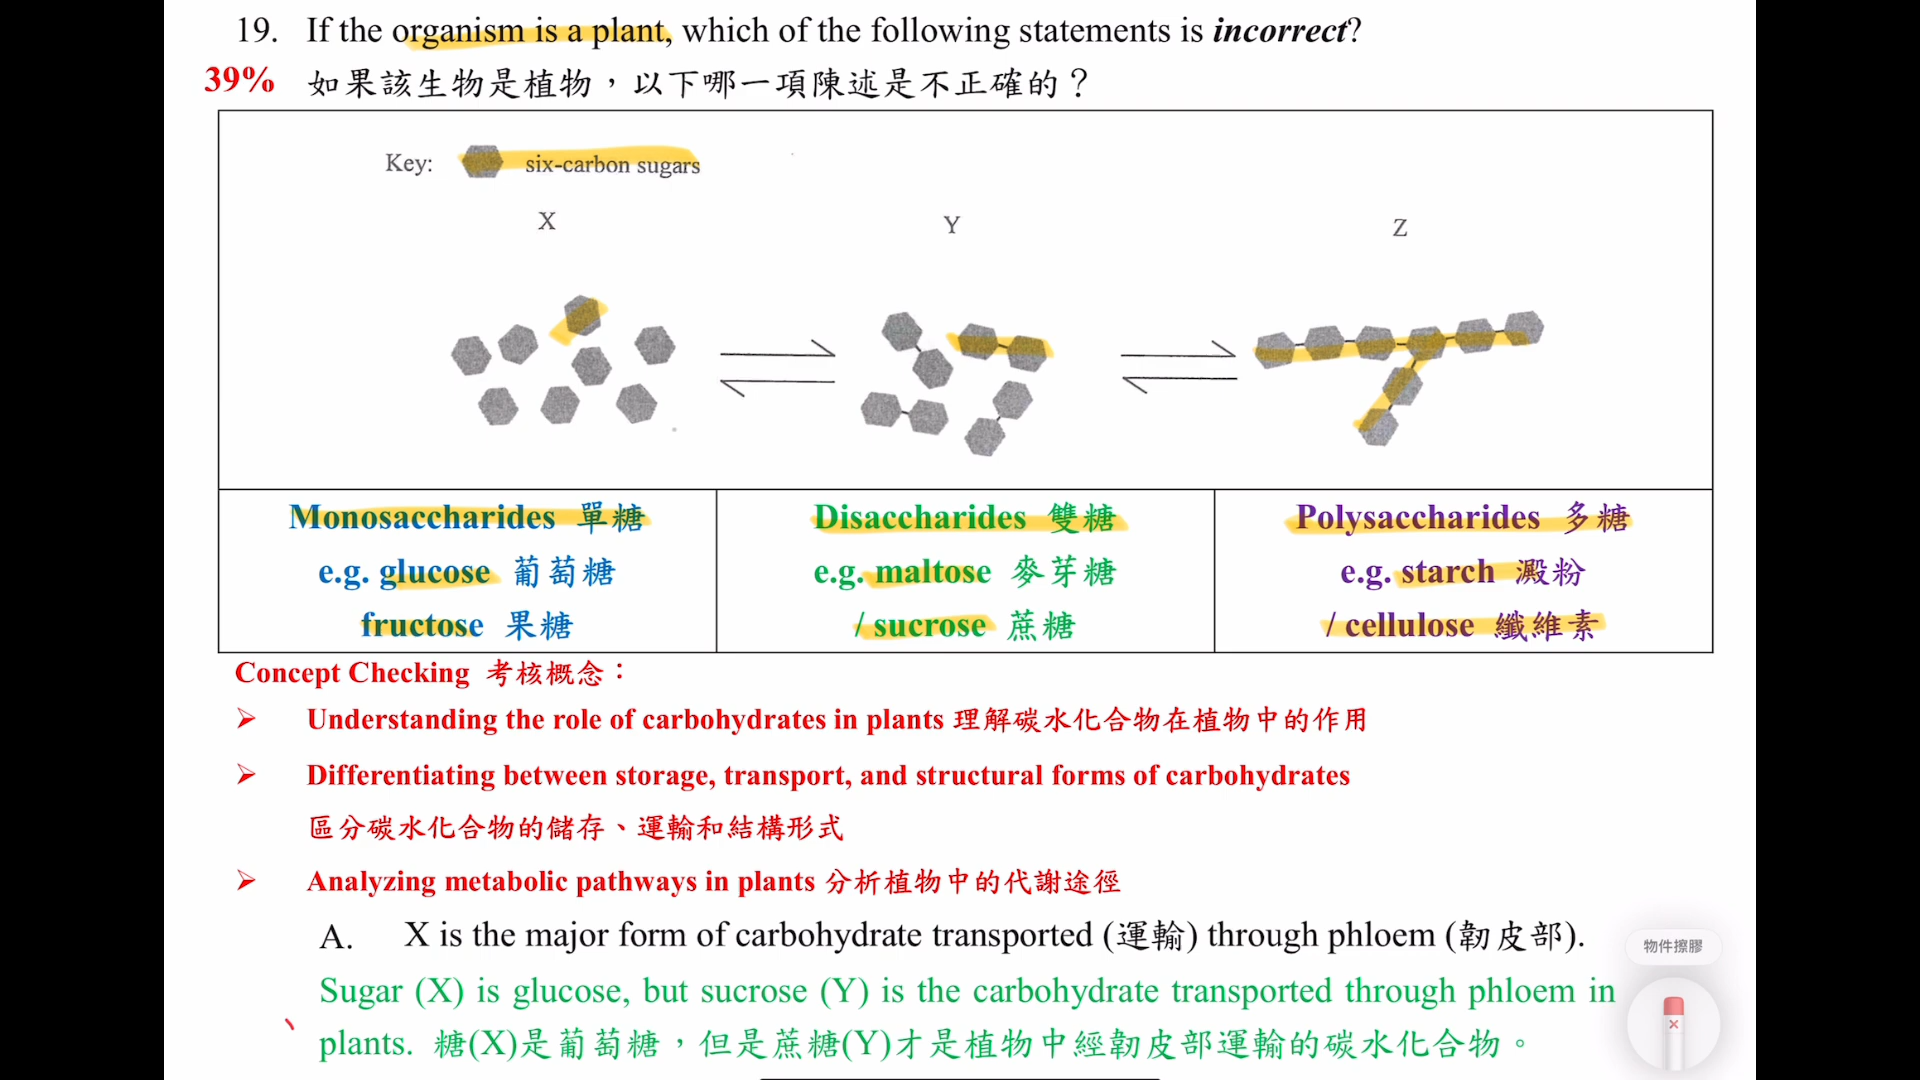 19. If the organism is a plant, which of the following statements is incorrect?
39% 如果該生物是植物，以下哪一項陳述是不正確的？
Key: six-carbon sugars
X Y Z
Monosaccharides 單糖
e.g. glucose 葡萄糖
fructose 果糖
Disaccharides 雙糖
e.g. maltose 麥芽糖
/ sucrose 蔗糖
Polysaccharides 多糖
e.g. starch 澱粉
/ cellulose 纖維素
Concept Checking 考核概念：
➢ Understanding the role of carbohydrates in plants 理解碳水化合物在植物中的作用
➢ Differentiating between storage, transport, and structural forms of carbohydrates
區分碳水化合物的儲存、運輸和結構形式
➢ Analyzing metabolic pathways in plants 分析植物中的代謝途徑
A. X is the major form of carbohydrate transported (運輸) through phloem (韌皮部).
物件擦膠
Sugar (X) is glucose, but sucrose (Y) is the carbohydrate transported through phloem in
plants. 糖(X)是葡萄糖，但是蔗糖(Y)才是植物中經韌皮部運輸的碳水化合物。